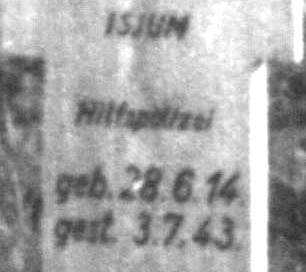 ISJUM
Hilfspolizei
geb. 28.6.14.
gest. 3.7.43.